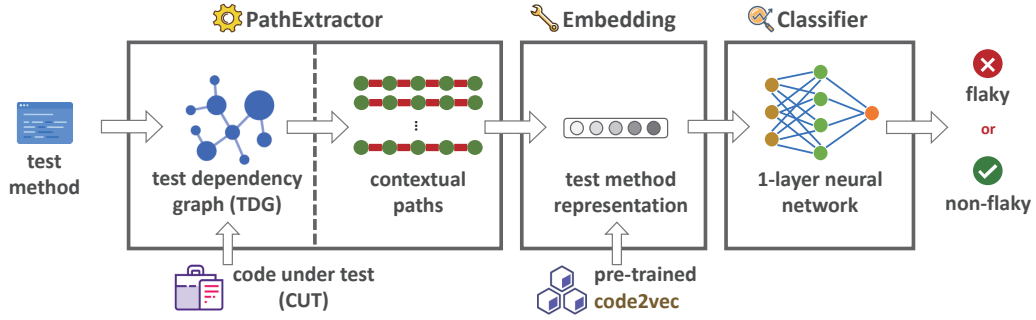 PathExtractor
Embedding
Classifier
test
method
test dependency
graph (TDG)
...
contextual
paths
test method
representation
1-layer neural
network
flaky
or
non-flaky
code under test
(CUT)
pre-trained
code2vec